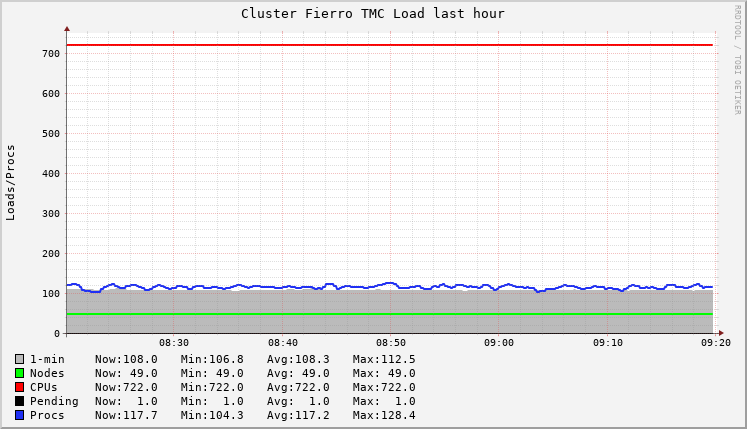 Cluster Fierro TMC Load last hour
RRDTOOL / TOBI OETIKER
Loads/Procs
700
600
500
400
300
200
100
0
08:30 08:40 08:50 09:00 09:10 09:20
1-min Now:108.0 Min:106.8 Avg:108.3 Max:112.5
Nodes Now: 49.0 Min: 49.0 Avg: 49.0 Max: 49.0
CPUs Now:722.0 Min:722.0 Avg:722.0 Max:722.0
Pending Now: 1.0 Min: 1.0 Avg: 1.0 Max: 1.0
Procs Now:117.7 Min:104.3 Avg:117.2 Max:128.4